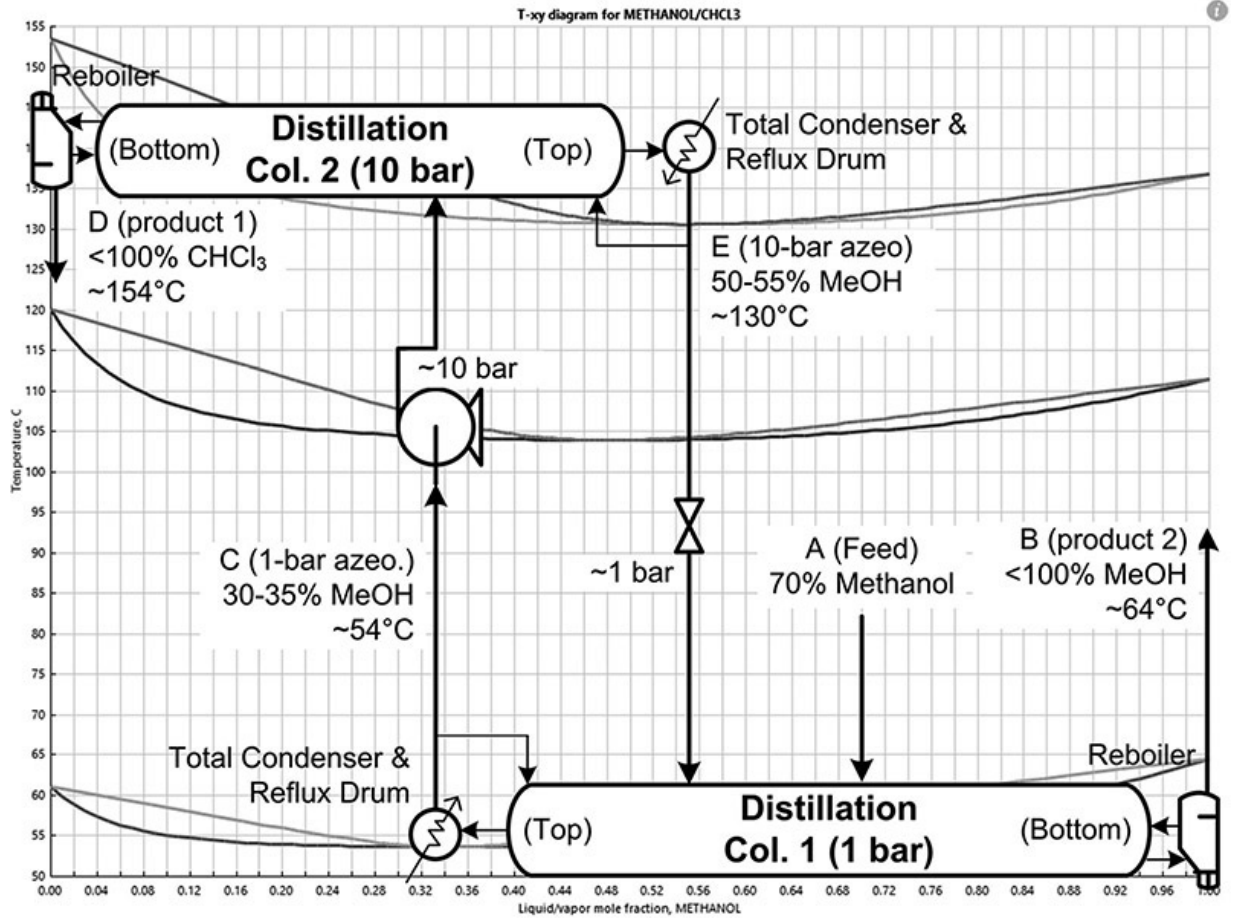 T-xy diagram for METHANOL/CHCL3
i
155
150
145
135
130
125
120
115
110
105
100
95
90
85
80
75
70
65
60
55
50
Temperature, C
Reboiler
Distillation
Col. 2 (10 bar)
(Bottom)
(Top)
Total Condenser &
Reflux Drum
D (product 1)
<100% CHCl3
~154°C
E (10-bar azeo)
50-55% MeOH
~130°C
~10 bar
C (1-bar azeo.)
30-35% MeOH
~54°C
~1 bar
A (Feed)
70% Methanol
B (product 2)
<100% MeOH
~64°C
Total Condenser &
Reflux Drum
Reboiler
(Top)
Distillation
Col. 1 (1 bar)
(Bottom)
0.00 0.04 0.08 0.12 0.16 0.20 0.24 0.28 0.32 0.36 0.40 0.44 0.48 0.52 0.56 0.60 0.64 0.68 0.72 0.76 0.80 0.84 0.88 0.92 0.96 1.00
Liquid/vapor mole fraction, METHANOL